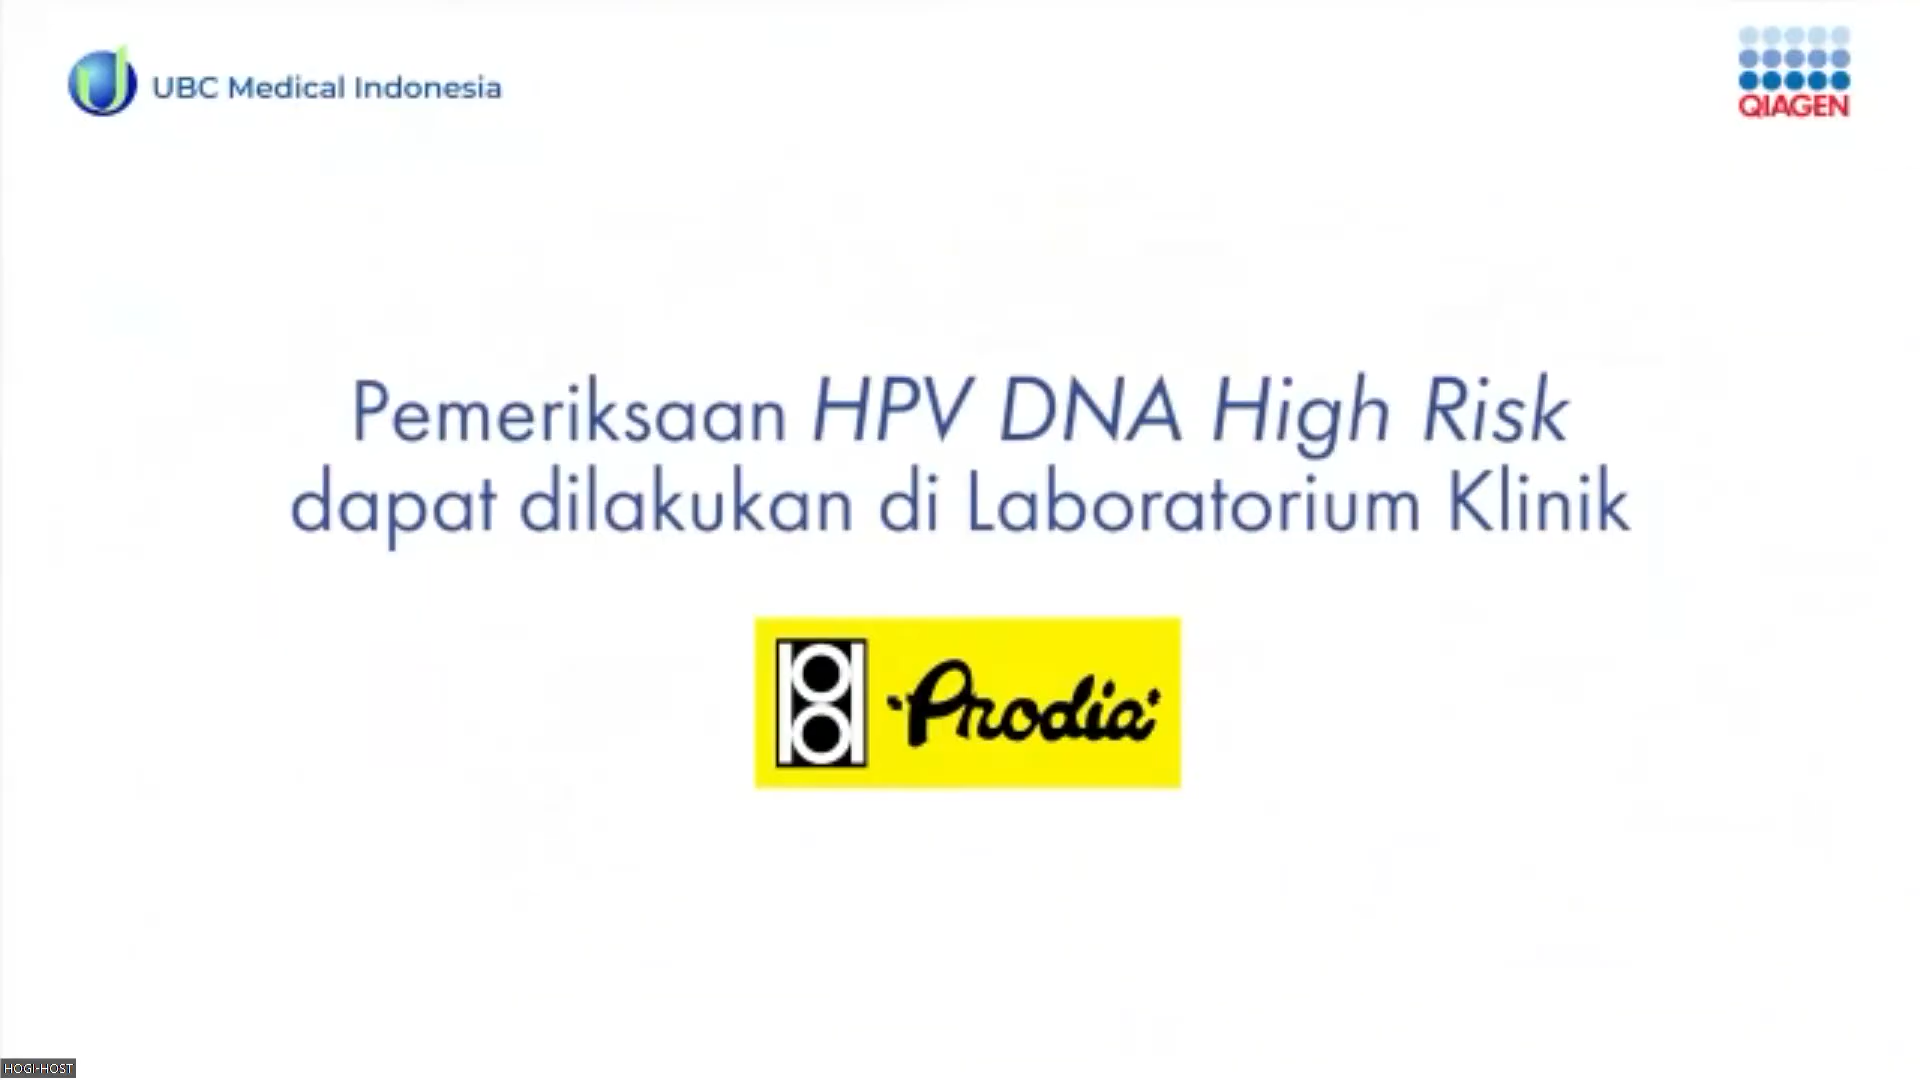 UBC Medical Indonesia
QIAGEN
Pemeriksaan HPV DNA High Risk
dapat dilakukan di Laboratorium Klinik
Prodia
HOGI-HOST